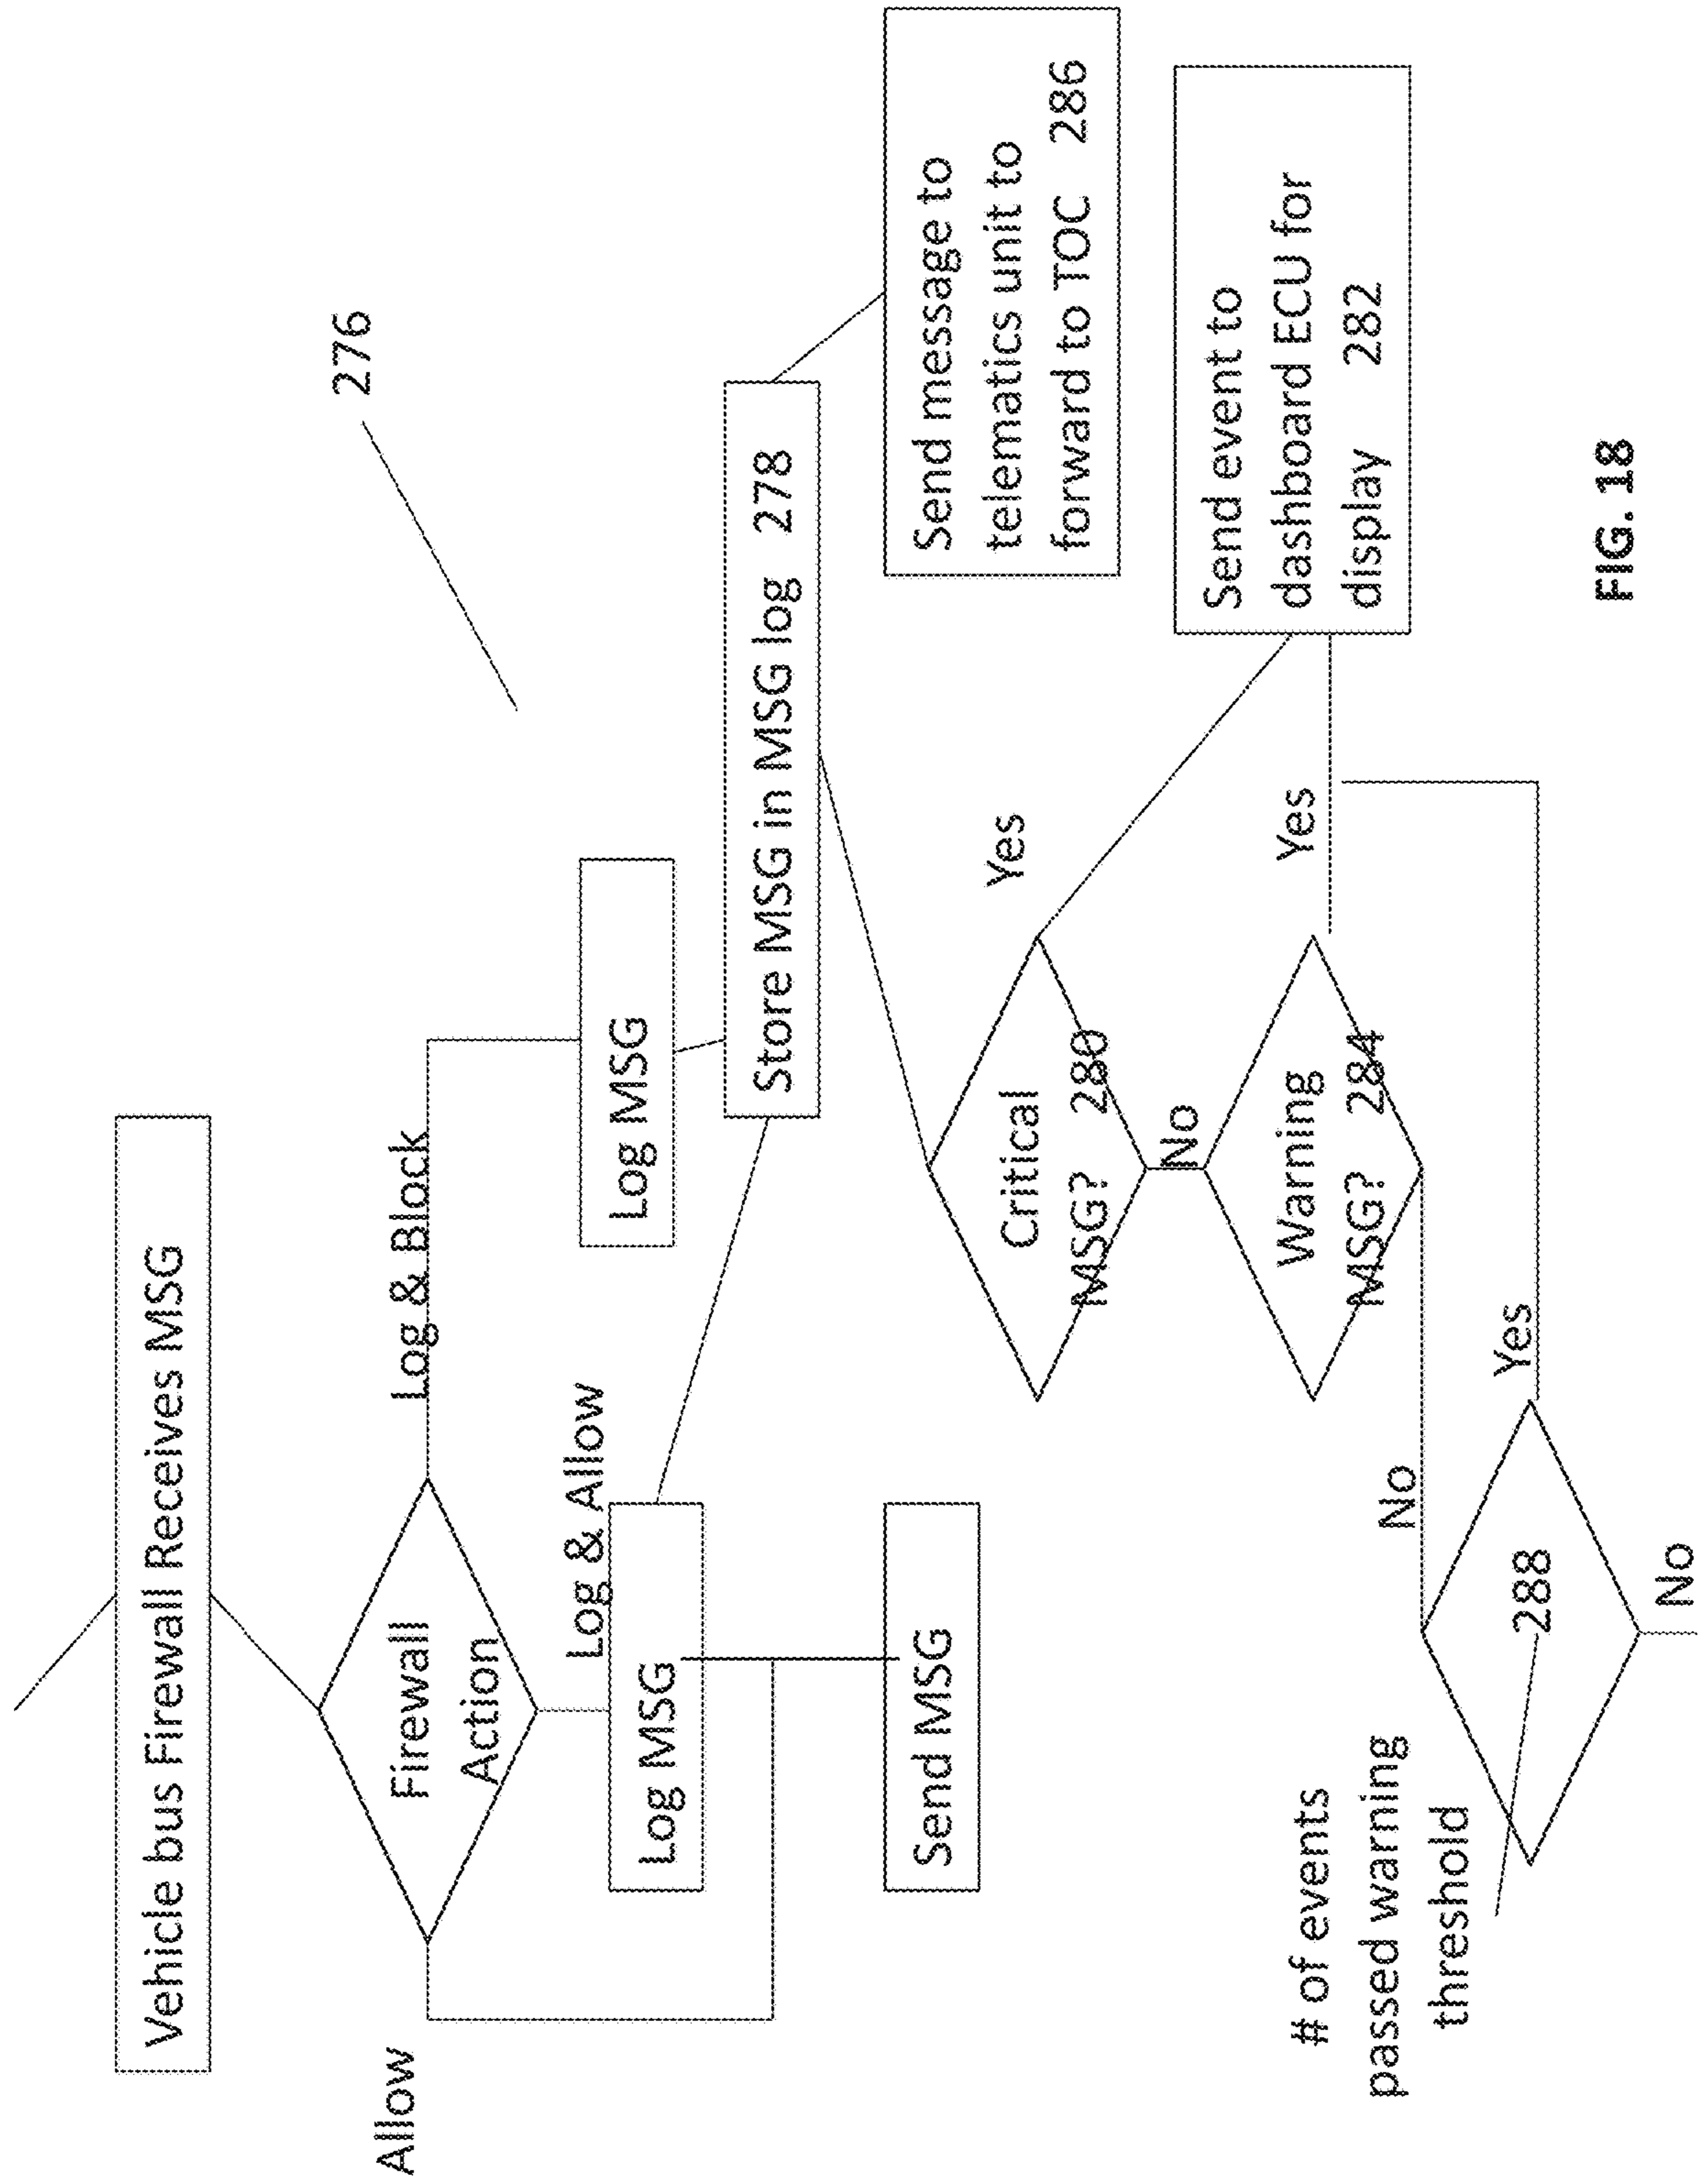 Vehicle bus Firewall Receives MSG
276
Allow
Firewall
Action
Log & Block
Log & Allow
Log MSG
Log MSG
Store MSG in MSG log 278
Send MSG
Send message to
telematics unit to
forward to TOC 286
Critical
MSG? 280
Yes
No
Send event to
dashboard ECU for
display 282
Warning
MSG? 284
Yes
No
# of events
passed warning
threshold
288
Yes
No
FIG. 18